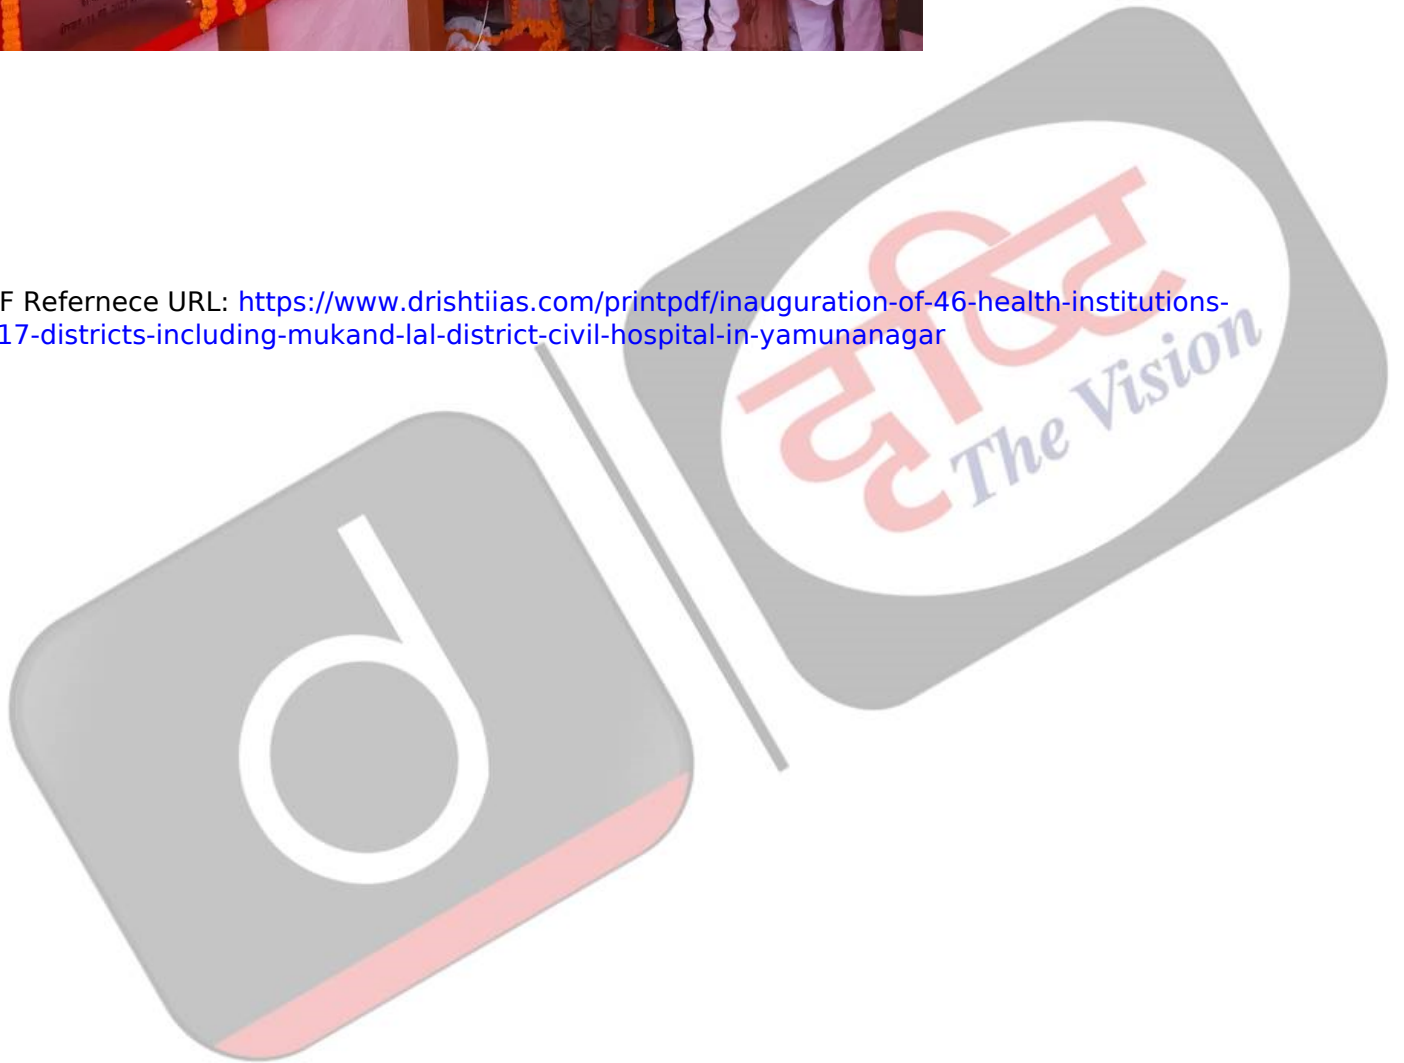 F Refernece URL: https://www.drishtiias.com/printpdf/inauguration-of-46-health-institutions-
17-districts-including-mukand-lal-district-civil-hospital-in-yamunanagar
दृष्टि
The Vision
d